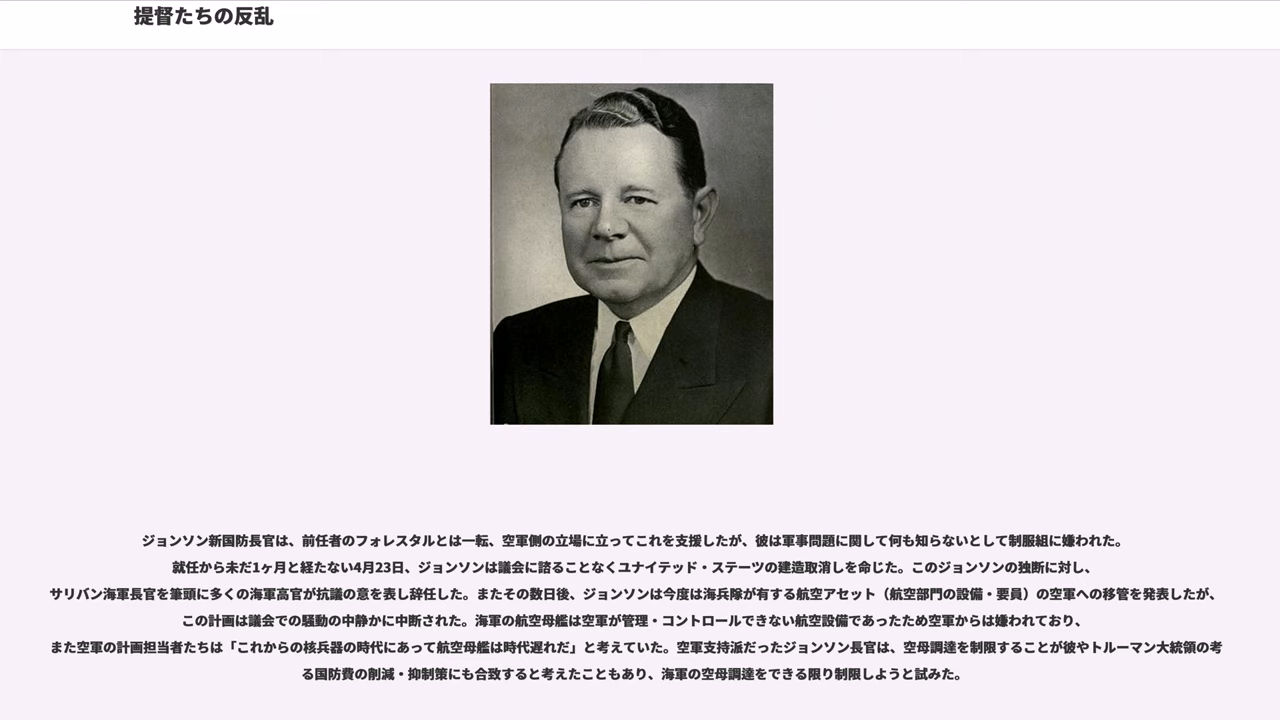 提督たちの反乱
ジョンソン新国防長官は、前任者のフォレスタルとは一転、空軍側の立場に立ってこれを支援したが、彼は軍事問題に関して何も知らないとして制服組に嫌われた。
就任から未だ1ヶ月と経たない4月23日、ジョンソンは議会に諮ることなくユナイテッド・ステーツの建造取消しを命じた。このジョンソンの独断に対し、
サリバン海軍長官を筆頭に多くの海軍高官が抗議の意を表し辞任した。またその数日後、ジョンソンは今度は海兵隊が有する航空アセット（航空部門の設備・要員）の空軍への移管を発表したが、
この計画は議会での騒動の中静かに中断された。海軍の航空母艦は空軍が管理・コントロールできない航空設備であったため空軍からは嫌われており、
また空軍の計画担当者たちは「これからの核兵器の時代にあって航空母艦は時代遅れだ」と考えていた。空軍支持派だったジョンソン長官は、空母調達を制限することが彼やトルーマン大統領の考
る国防費の削減・抑制策にも合致すると考えたこともあり、海軍の空母調達をできる限り制限しようと試みた。